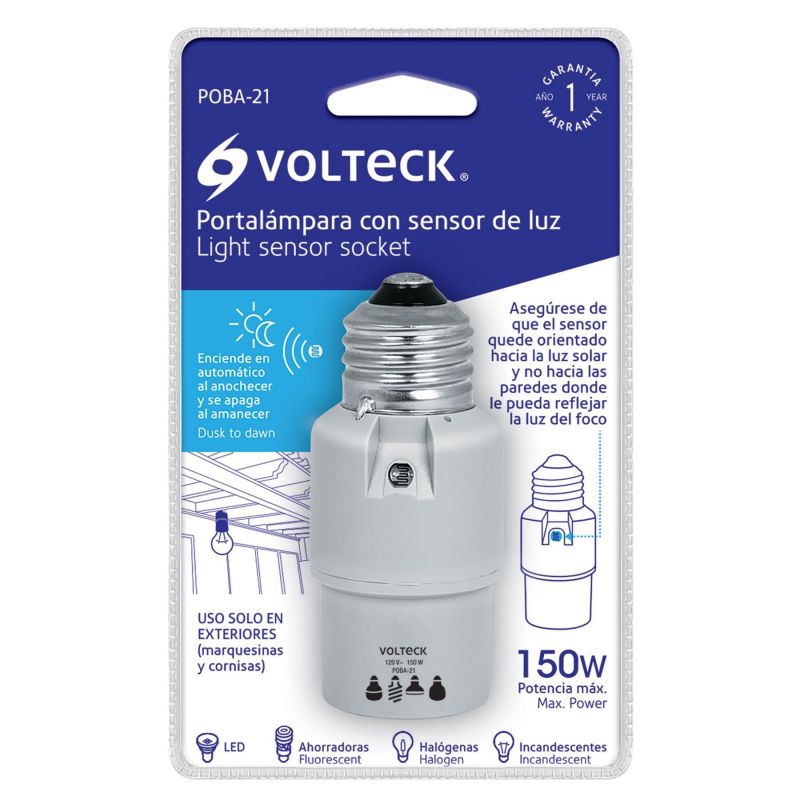 POBA-21
GARANTIA
AÑO 1 YEAR
WARRANTY
VOLTECK®
Portalámpara con sensor de luz
Light sensor socket
Enciende en
automático
al anochecer
y se apaga
al amanecer
Dusk to dawn
Asegúrese de
que el sensor
quede orientado
hacia la luz solar
y no hacia las
paredes donde
le pueda reflejar
la luz del foco
USO SOLO EN
EXTERIORES
(marquesinas
y cornisas)
VOLTECK
120 V~ 150 W
POBA-21
150W
Potencia máx.
Max. Power
LED
Ahorradoras
Fluorescent
Halógenas
Halogen
Incandescentes
Incandescent